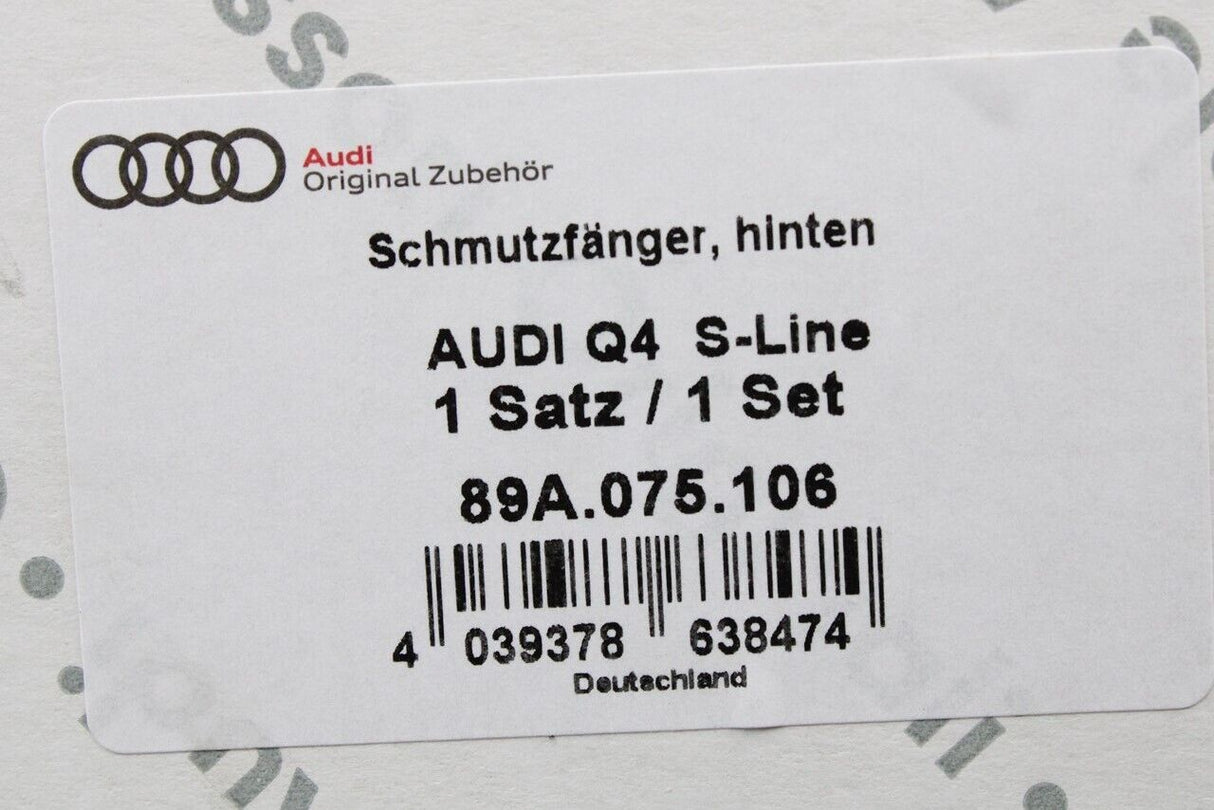 Audi
Original Zubehör
Schmutzfänger, hinten
AUDI Q4 S-Line
1 Satz / 1 Set
89A.075.106
4 039378 638474
Deutschland